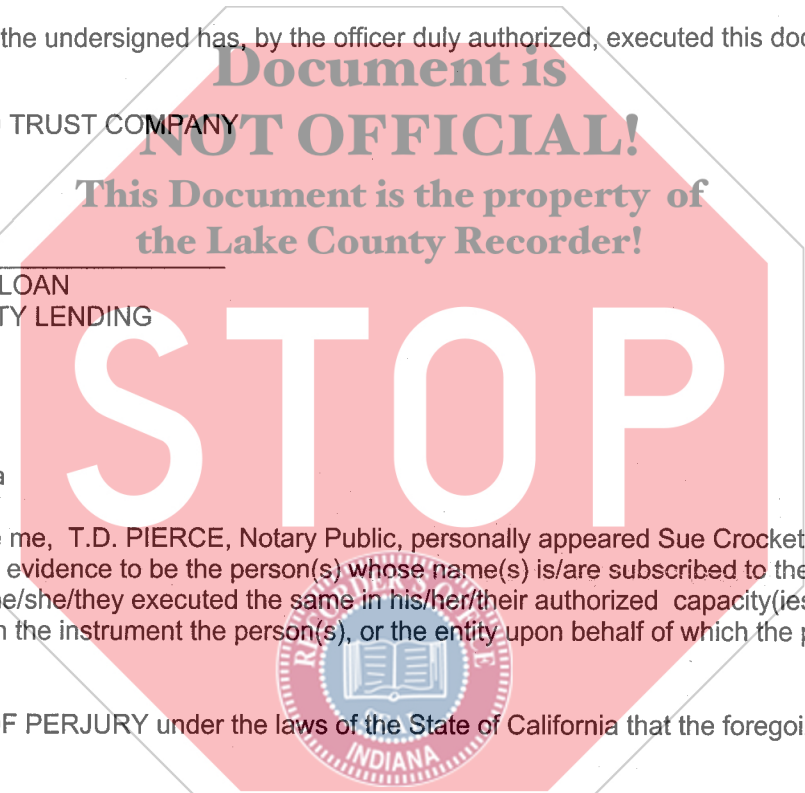 the undersigned has, by the officer duly authorized, executed this doc
Document is
TRUST COMPANY
NOT OFFICIAL!
This Document is the property of
the Lake County Recorder!
LOAN
TY LENDING
STOP
a
me, T.D. PIERCE, Notary Public, personally appeared Sue Crocket
evidence to be the person(s) whose name(s) is/are subscribed to the
he/she/they executed the same in his/her/their authorized capacity(ies
n the instrument the person(s), or the entity upon behalf of which the p
RECORDER'S OFFICE
SEAL
INDIANA
F PERJURY under the laws of the State of California that the foregoi